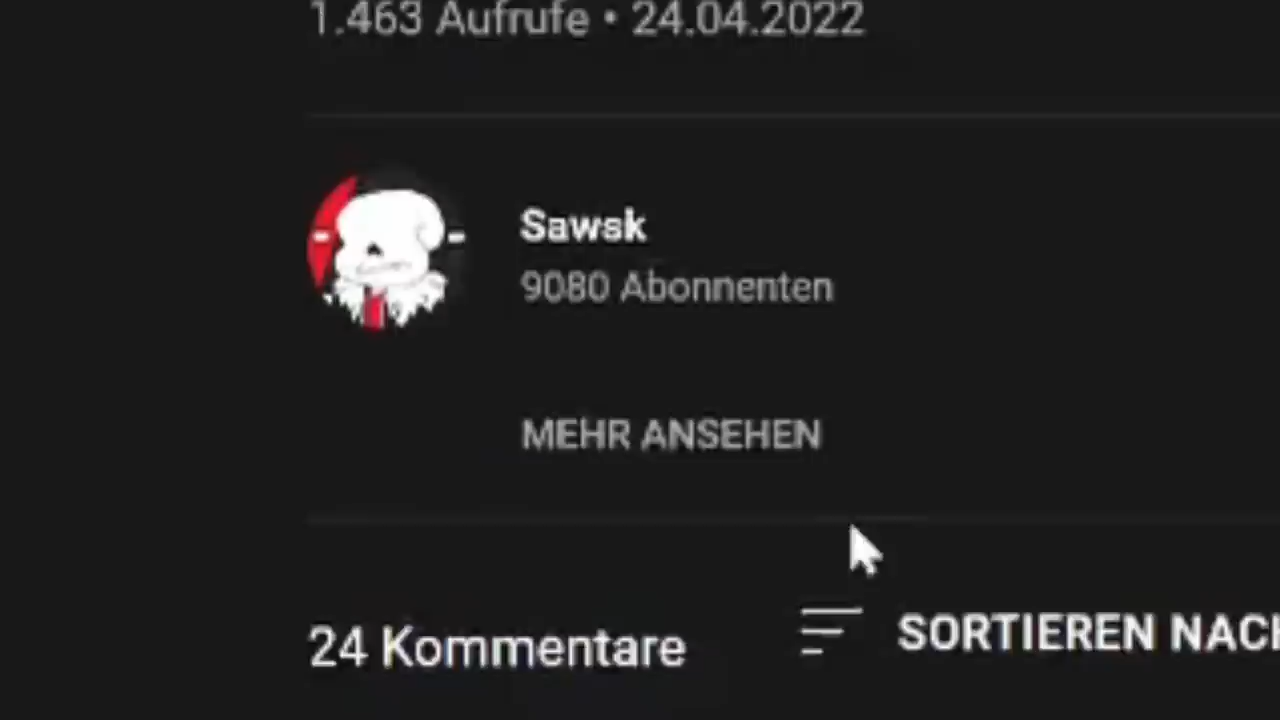 1.463 Aufrufe • 24.04.2022
Sawsk
9080 Abonnenten
MEHR ANSEHEN
24 Kommentare
SORTIEREN NACH